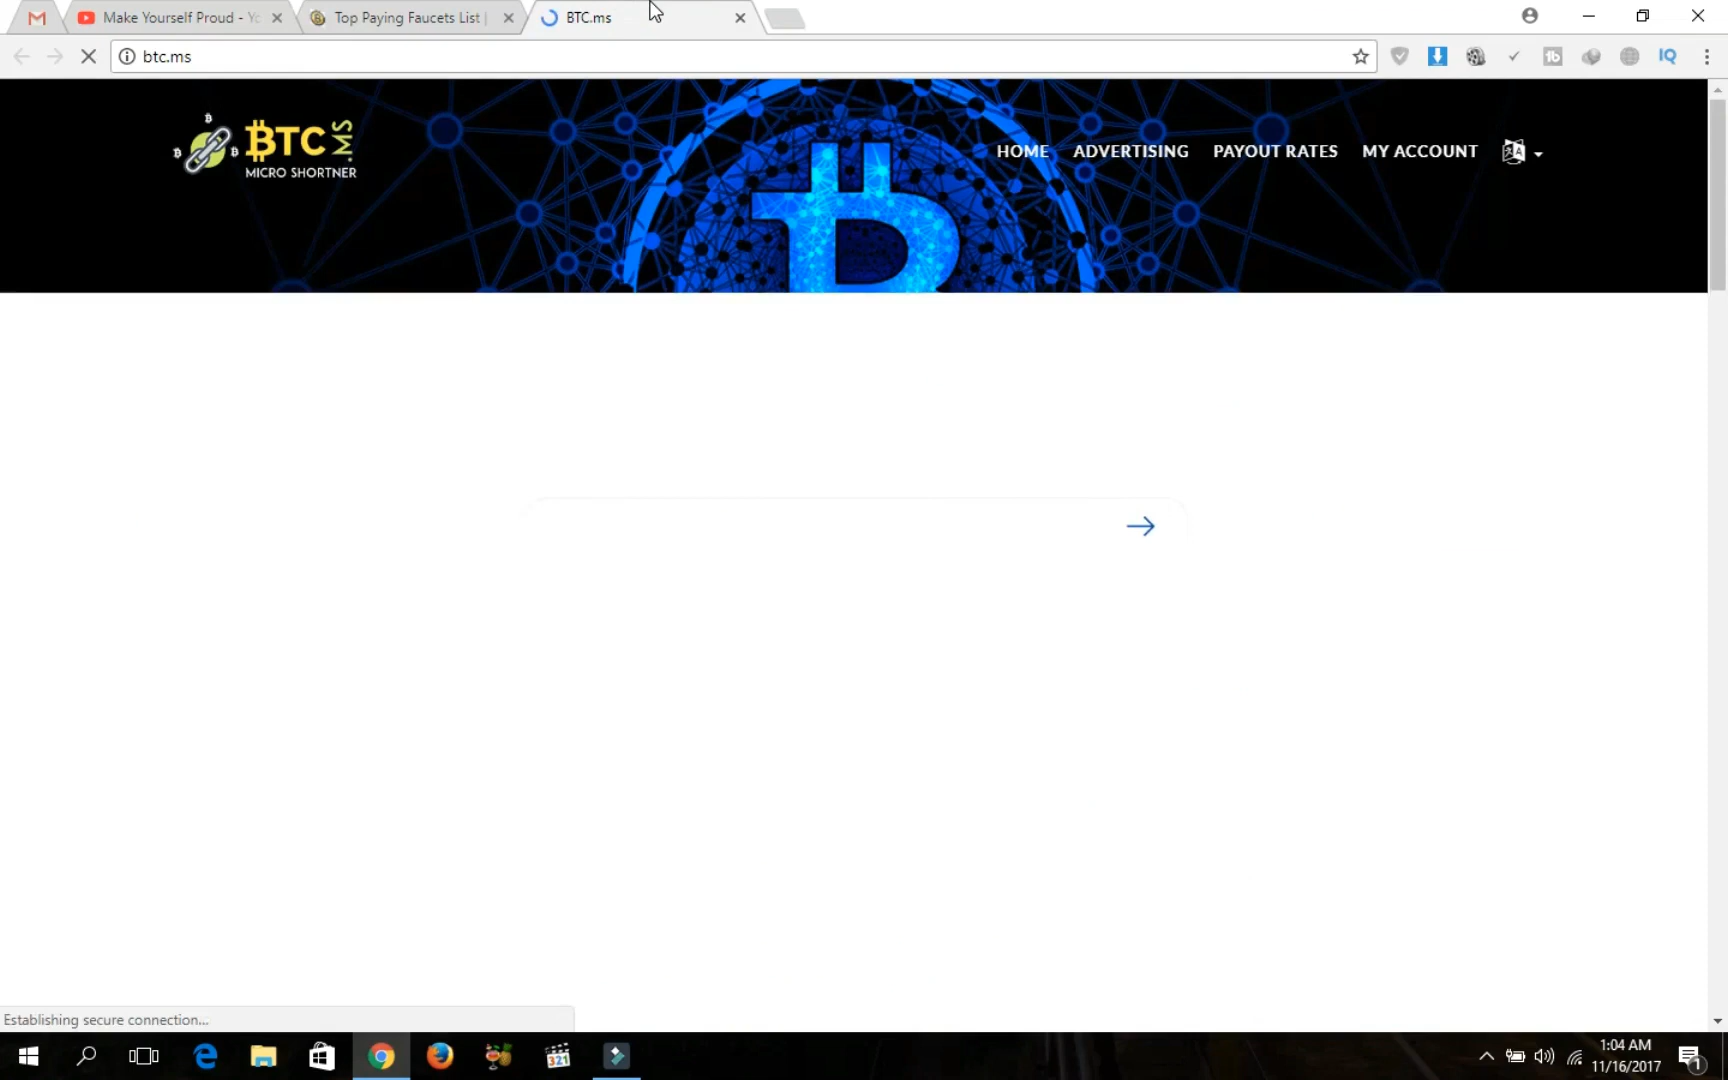 Make Yourself Proud - Yo
Top Paying Faucets List |
BTC.ms
btc.ms
BTC.MS
MICRO SHORTNER
HOME ADVERTISING PAYOUT RATES MY ACCOUNT
Establishing secure connection...
1:04 AM
11/16/2017